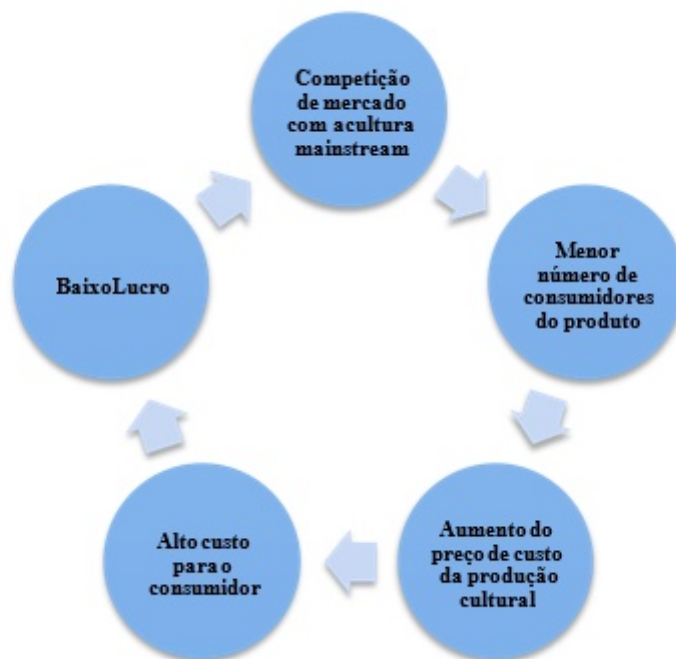 Competição
de mercado
com acultura
mainstream
Menor
número de
consumidores
do produto
Aumento do
preço de custo
da produção
cultural
Alto custo
para o
consumidor
BaixoLucro